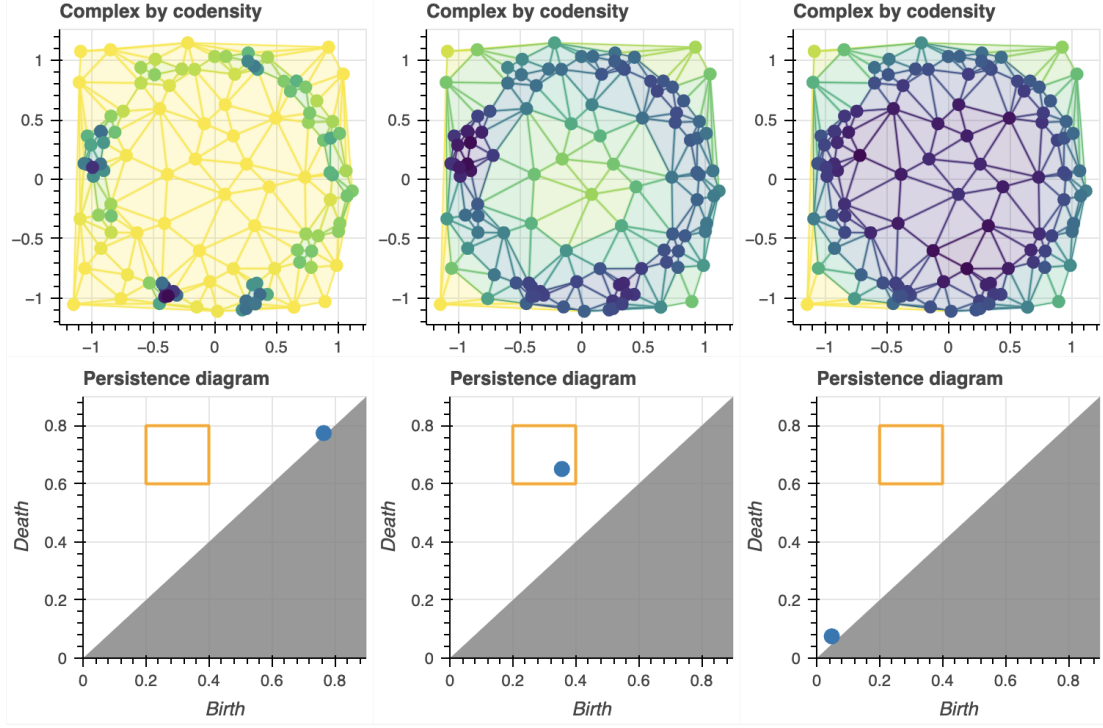 Complex by codensity Complex by codensity Complex by codensity
1 1 1
0.5 0.5 0.5
0 0 0
−0.5 −0.5 −0.5
−1 −1 −1
−1 −0.5 0 0.5 1 −1 −0.5 0 0.5 1 −1 −0.5 0 0.5 1
Persistence diagram Persistence diagram Persistence diagram
0.8 0.8 0.8
0.6 0.6 0.6
Death Death Death
0.4 0.4 0.4
0.2 0.2 0.2
0 0 0
0 0.2 0.4 0.6 0.8 0 0.2 0.4 0.6 0.8 0 0.2 0.4 0.6 0.8
Birth Birth Birth